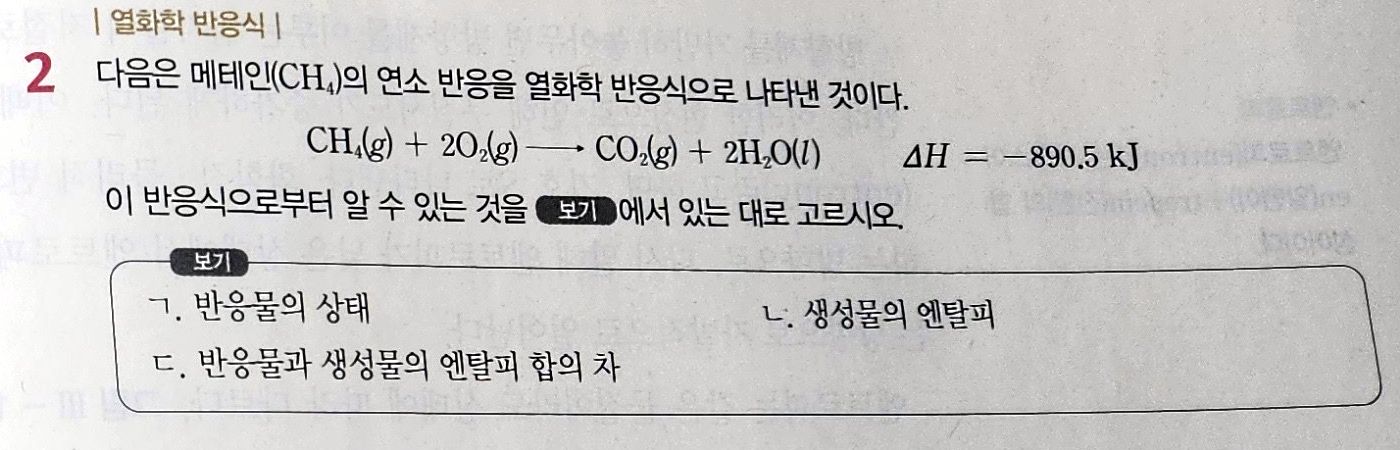 | 열화학 반응식 |
2 다음은 메테인(CH₄)의 연소 반응을 열화학 반응식으로 나타낸 것이다.
CH₄(g) + 2O₂(g) ⟶ CO₂(g) + 2H₂O(l) ΔH = −890.5 kJ
이 반응식으로부터 알 수 있는 것을 보기 에서 있는 대로 고르시오.
보기
ㄱ. 반응물의 상태 ㄴ. 생성물의 엔탈피
ㄷ. 반응물과 생성물의 엔탈피 합의 차